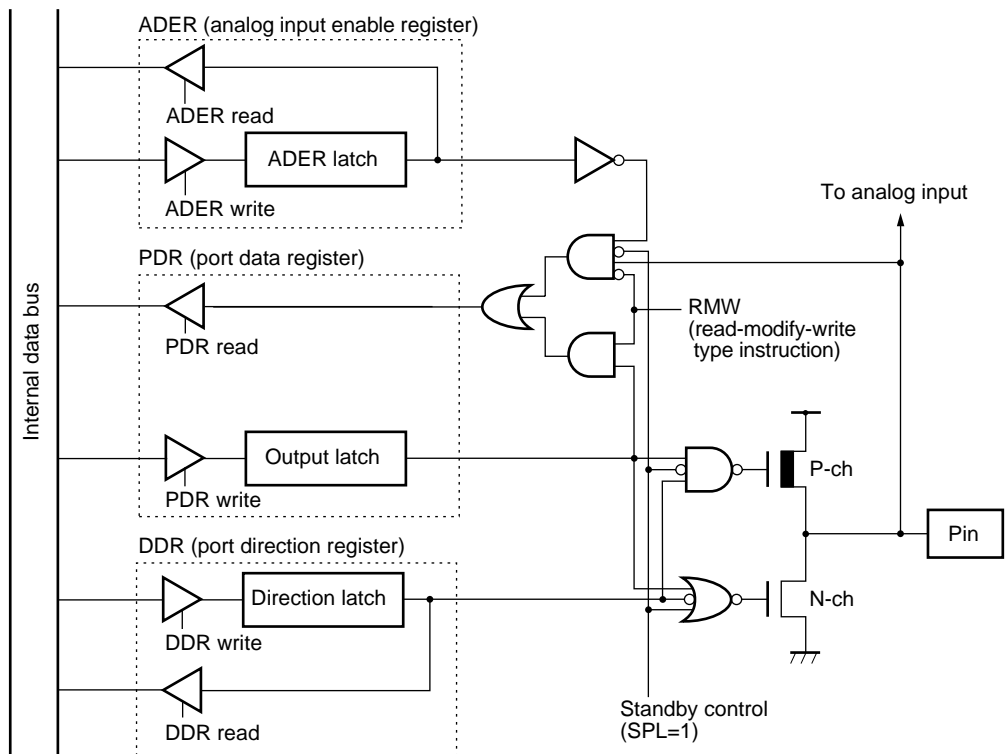 ADER (analog input enable register)
ADER read
ADER latch
ADER write
To analog input
PDR (port data register)
PDR read
RMW
(read-modify-write
type instruction)
Internal data bus
Output latch
PDR write
P-ch
Pin
DDR (port direction register)
Direction latch
DDR write
N-ch
DDR read
Standby control
(SPL=1)